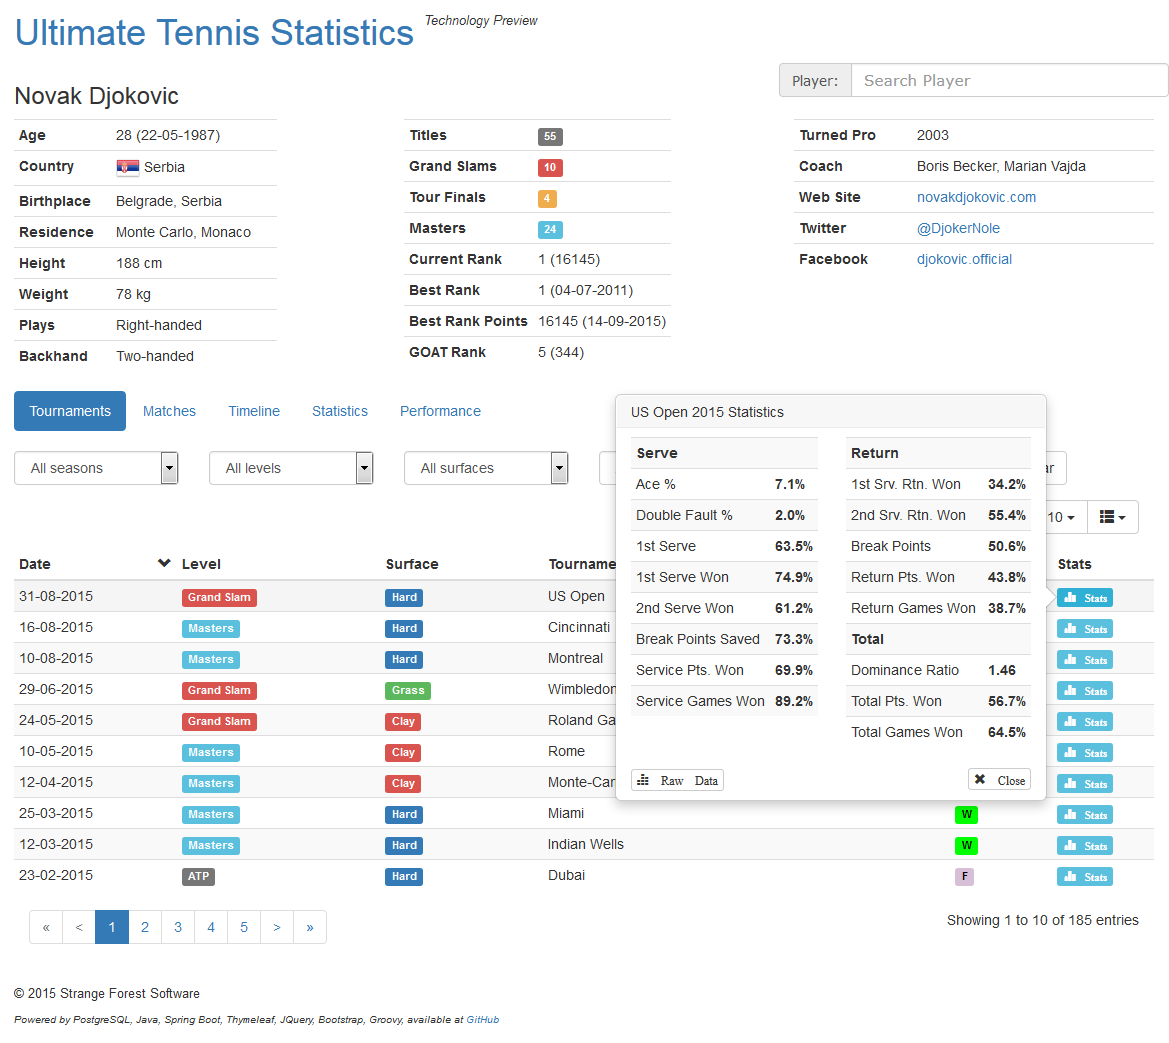 Ultimate Tennis Statistics Technology Preview
Player: Search Player
Novak Djokovic
Age 28 (22-05-1987)
Country Serbia
Birthplace Belgrade, Serbia
Residence Monte Carlo, Monaco
Height 188 cm
Weight 78 kg
Plays Right-handed
Backhand Two-handed
Titles 55
Grand Slams 10
Tour Finals 4
Masters 24
Current Rank 1 (16145)
Best Rank 1 (04-07-2011)
Best Rank Points 16145 (14-09-2015)
GOAT Rank 5 (344)
Turned Pro 2003
Coach Boris Becker, Marian Vajda
Web Site novakdjokovic.com
Twitter @DjokerNole
Facebook djokovic.official
Tournaments Matches Timeline Statistics Performance
All seasons All levels All surfaces
10
US Open 2015 Statistics
Serve
Ace % 7.1%
Double Fault % 2.0%
1st Serve 63.5%
1st Serve Won 74.9%
2nd Serve Won 61.2%
Break Points Saved 73.3%
Service Pts. Won 69.9%
Service Games Won 89.2%
Return
1st Srv. Rtn. Won 34.2%
2nd Srv. Rtn. Won 55.4%
Break Points 50.6%
Return Pts. Won 43.8%
Return Games Won 38.7%
Total
Dominance Ratio 1.46
Total Pts. Won 56.7%
Total Games Won 64.5%
Raw Data Close
Date Level Surface Tourname Stats
31-08-2015 Grand Slam Hard US Open Stats
16-08-2015 Masters Hard Cincinnati Stats
10-08-2015 Masters Hard Montreal Stats
29-06-2015 Grand Slam Grass Wimbledon Stats
24-05-2015 Grand Slam Clay Roland Ga Stats
10-05-2015 Masters Clay Rome Stats
12-04-2015 Masters Clay Monte-Car Stats
25-03-2015 Masters Hard Miami W Stats
12-03-2015 Masters Hard Indian Wells W Stats
23-02-2015 ATP Hard Dubai F Stats
« < 1 2 3 4 5 > »
Showing 1 to 10 of 185 entries
© 2015 Strange Forest Software
Powered by PostgreSQL, Java, Spring Boot, Thymeleaf, JQuery, Bootstrap, Groovy, available at GitHub